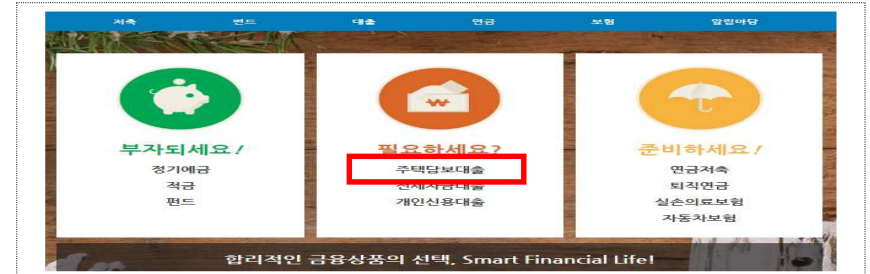 저축 펀드 대출 연금 보험 알림마당
부자되세요!
정기예금
적금
펀드
₩
필요하세요?
주택담보대출
전세자금대출
개인신용대출
준비하세요!
연금저축
퇴직연금
실손의료보험
자동차보험
합리적인 금융상품의 선택, Smart Financial Life!